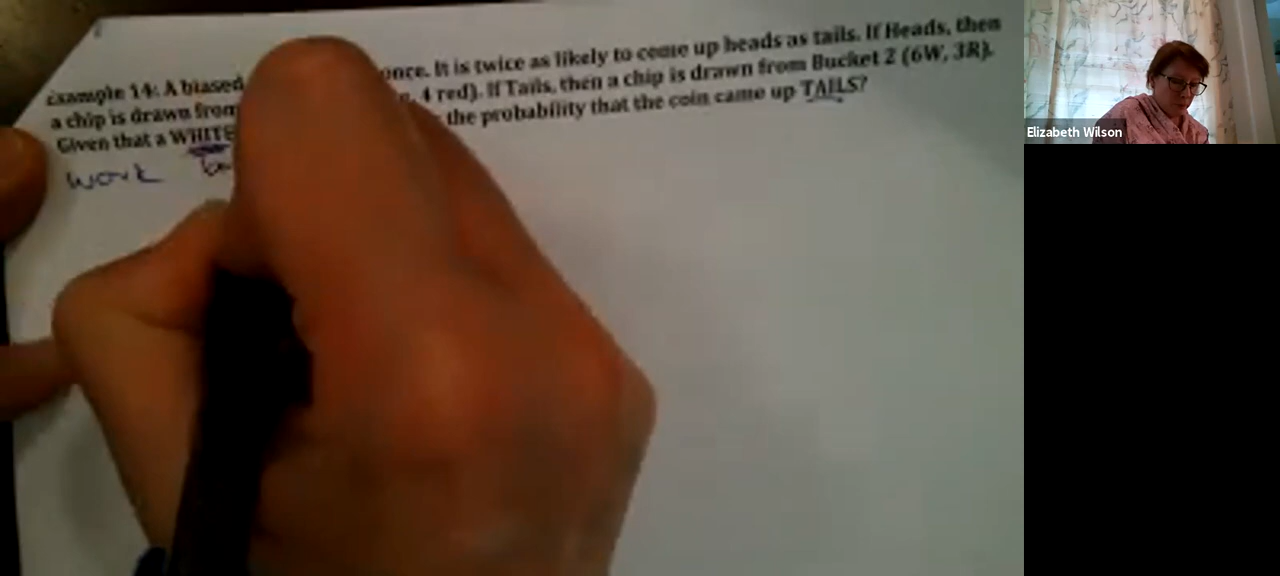 Example 14: A biased once. It is twice as likely to come up heads as tails. If Heads, then
a chip is drawn from 4 red). If Tails, then a chip is drawn from Bucket 2 (6W, 3R).
Given that a WHITE the probability that the coin came up TAILS?
work
Elizabeth Wilson